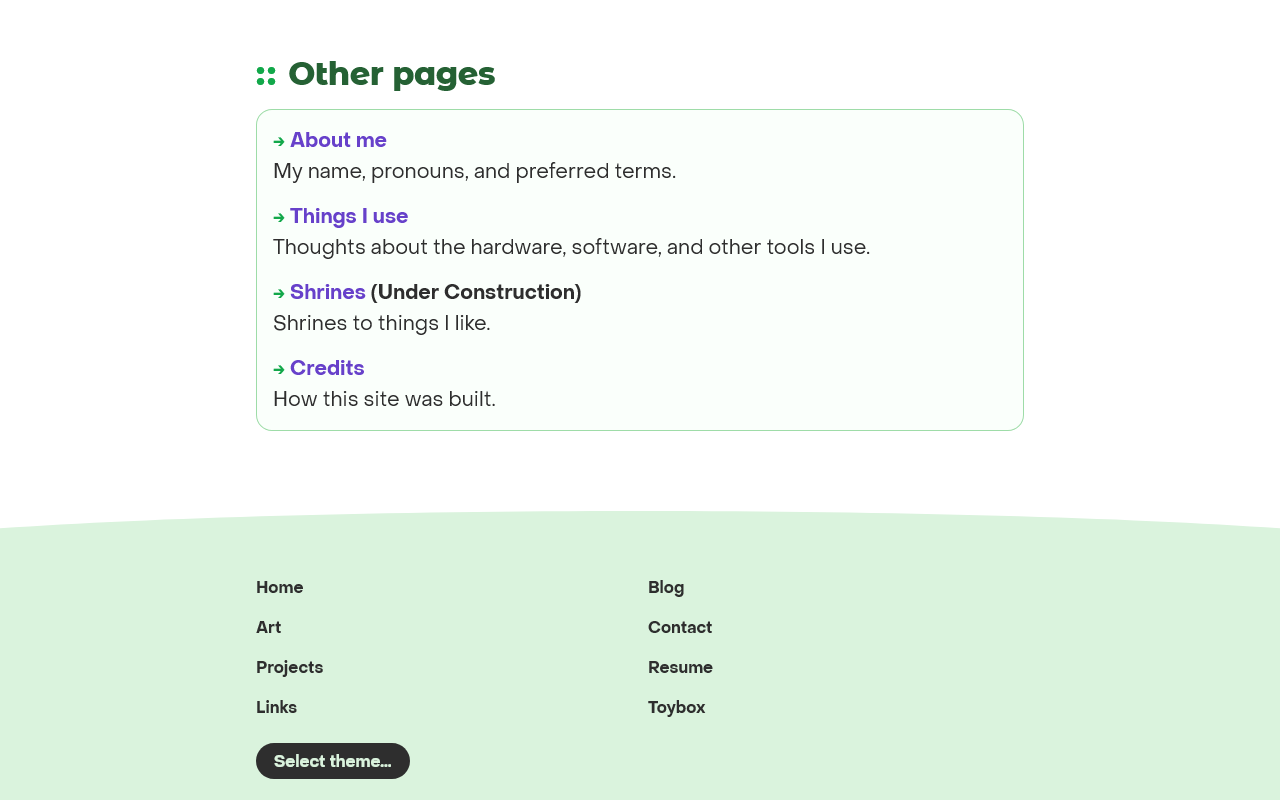 Other pages
→ About me
My name, pronouns, and preferred terms.
→ Things I use
Thoughts about the hardware, software, and other tools I use.
→ Shrines (Under Construction)
Shrines to things I like.
→ Credits
How this site was built.
Home
Blog
Art
Contact
Projects
Resume
Links
Toybox
Select theme...